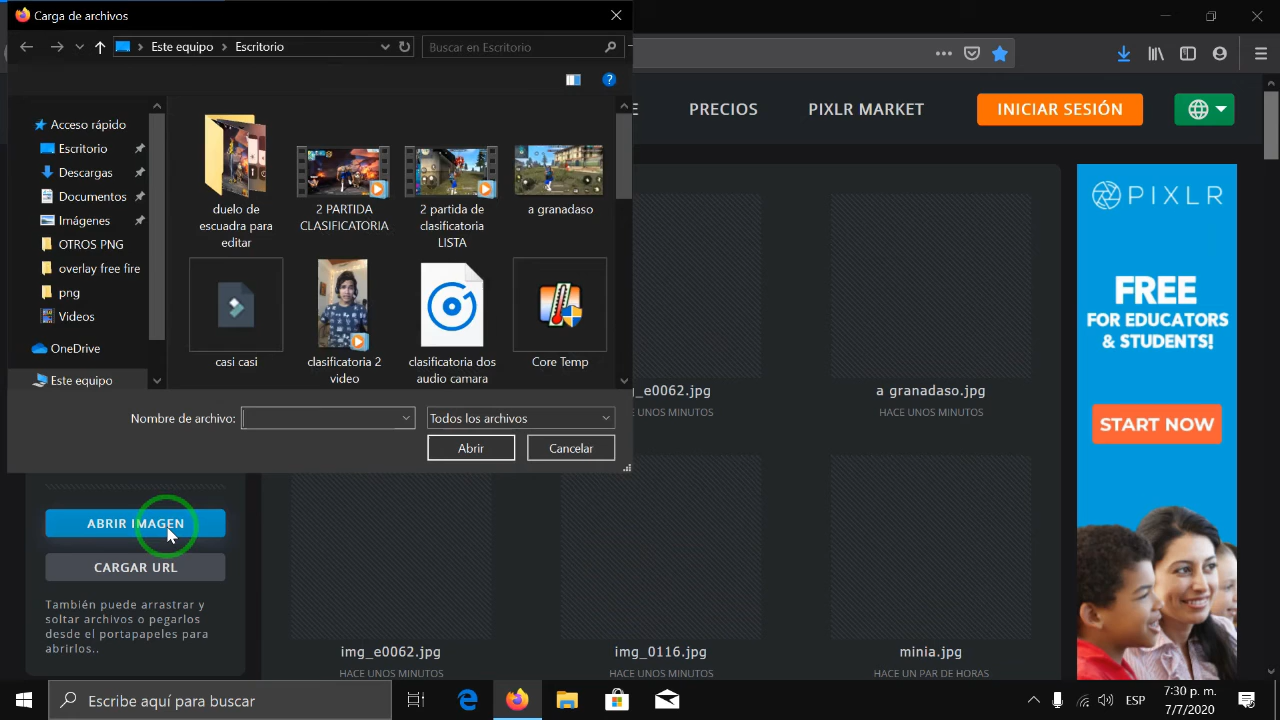 Carga de archivos
Este equipo
Escritorio
Buscar en Escritorio
Acceso rápido
Escritorio
Descargas
Documentos
Imágenes
OTROS PNG
overlay free fire
png
Videos
OneDrive
Este equipo
duelo de
escuadra para
editar
2 PARTIDA
CLASIFICATORIA
2 partida de
clasificatoria
LISTA
a granadaso
casi casi
clasificatoria 2
video
clasificatoria dos
audio camara
Core Temp
Nombre de archivo:
Todos los archivos
Abrir
Cancelar
E
PRECIOS
PIXLR MARKET
INICIAR SESIÓN
g_e0062.jpg
HACE UNOS MINUTOS
a granadaso.jpg
HACE UNOS MINUTOS
ABRIR IMAGEN
CARGAR URL
También puede arrastrar y
soltar archivos o pegarlos
desde el portapapeles para
abrirlos..
img_e0062.jpg
HACE UNOS MINUTOS
img_0116.jpg
HACE UNOS MINUTOS
minia.jpg
HACE UN PAR DE HORAS
PIXLR
FREE
FOR EDUCATORS
& STUDENTS!
START NOW
Escribe aquí para buscar
ESP
7:30 p. m.
7/7/2020